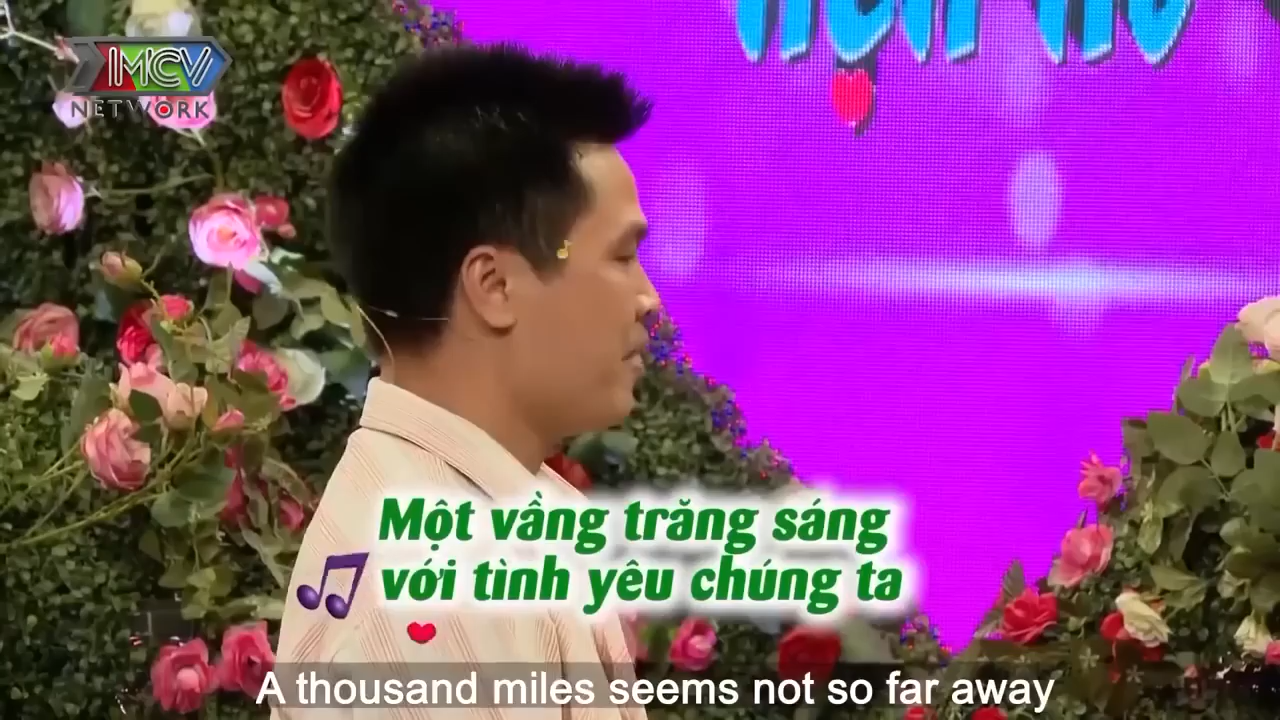 MCV
NETWORK
Một vầng trăng sáng
với tình yêu chúng ta
A thousand miles seems not so far away